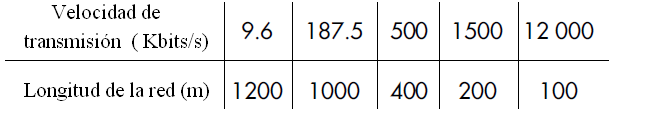 Velocidad de
transmisión ( Kbits/s) 9.6 187.5 500 1500 12 000
Longitud de la red (m) 1200 1000 400 200 100